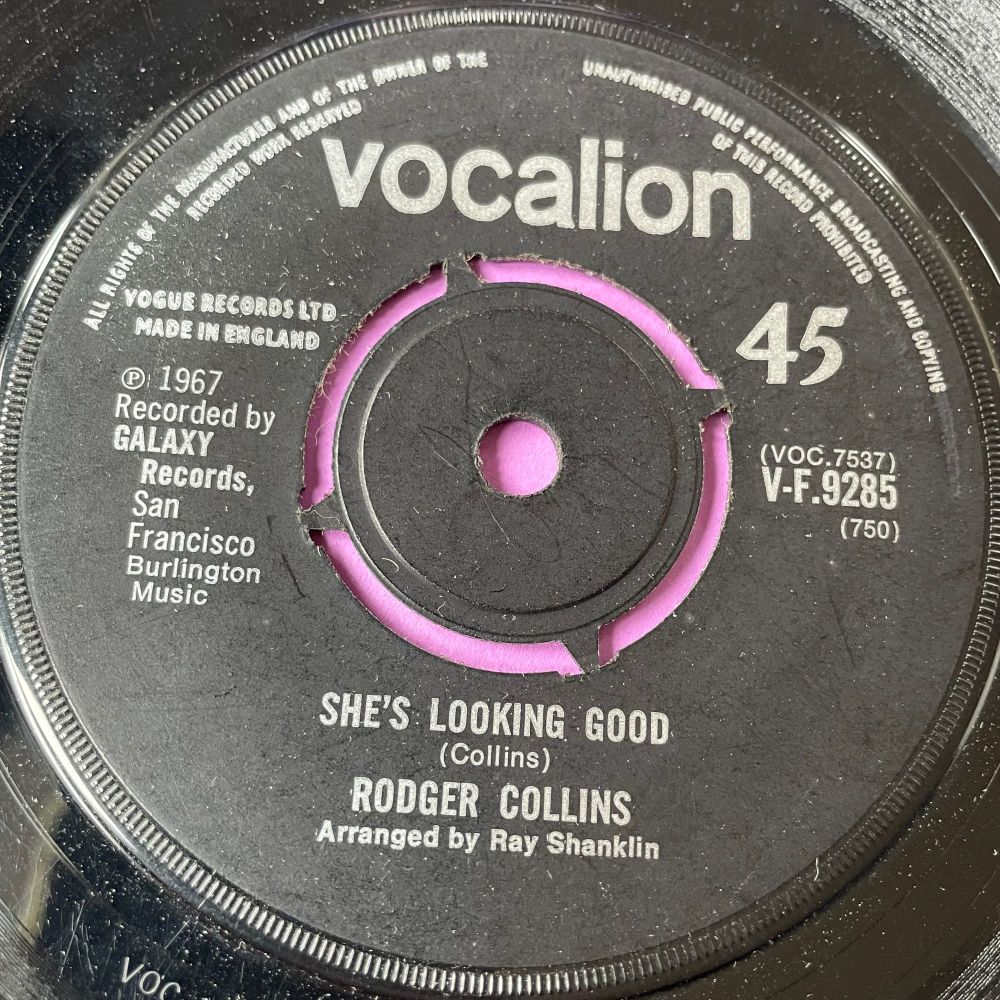 ALL RIGHTS OF THE MANUFACTURER AND OF THE OWNER OF THE
RECORDED WORK RESERVED
UNAUTHORISED PUBLIC PERFORMANCE BROADCASTING AND COPYING
OF THIS RECORD PROHIBITED
vocalion
VOGUE RECORDS LTD
MADE IN ENGLAND
45
℗ 1967
Recorded by
GALAXY
Records,
San
Francisco
Burlington
Music
(VOC.7537)
V-F.9285
(750)
SHE'S LOOKING GOOD
(Collins)
RODGER COLLINS
Arranged by Ray Shanklin
VOC